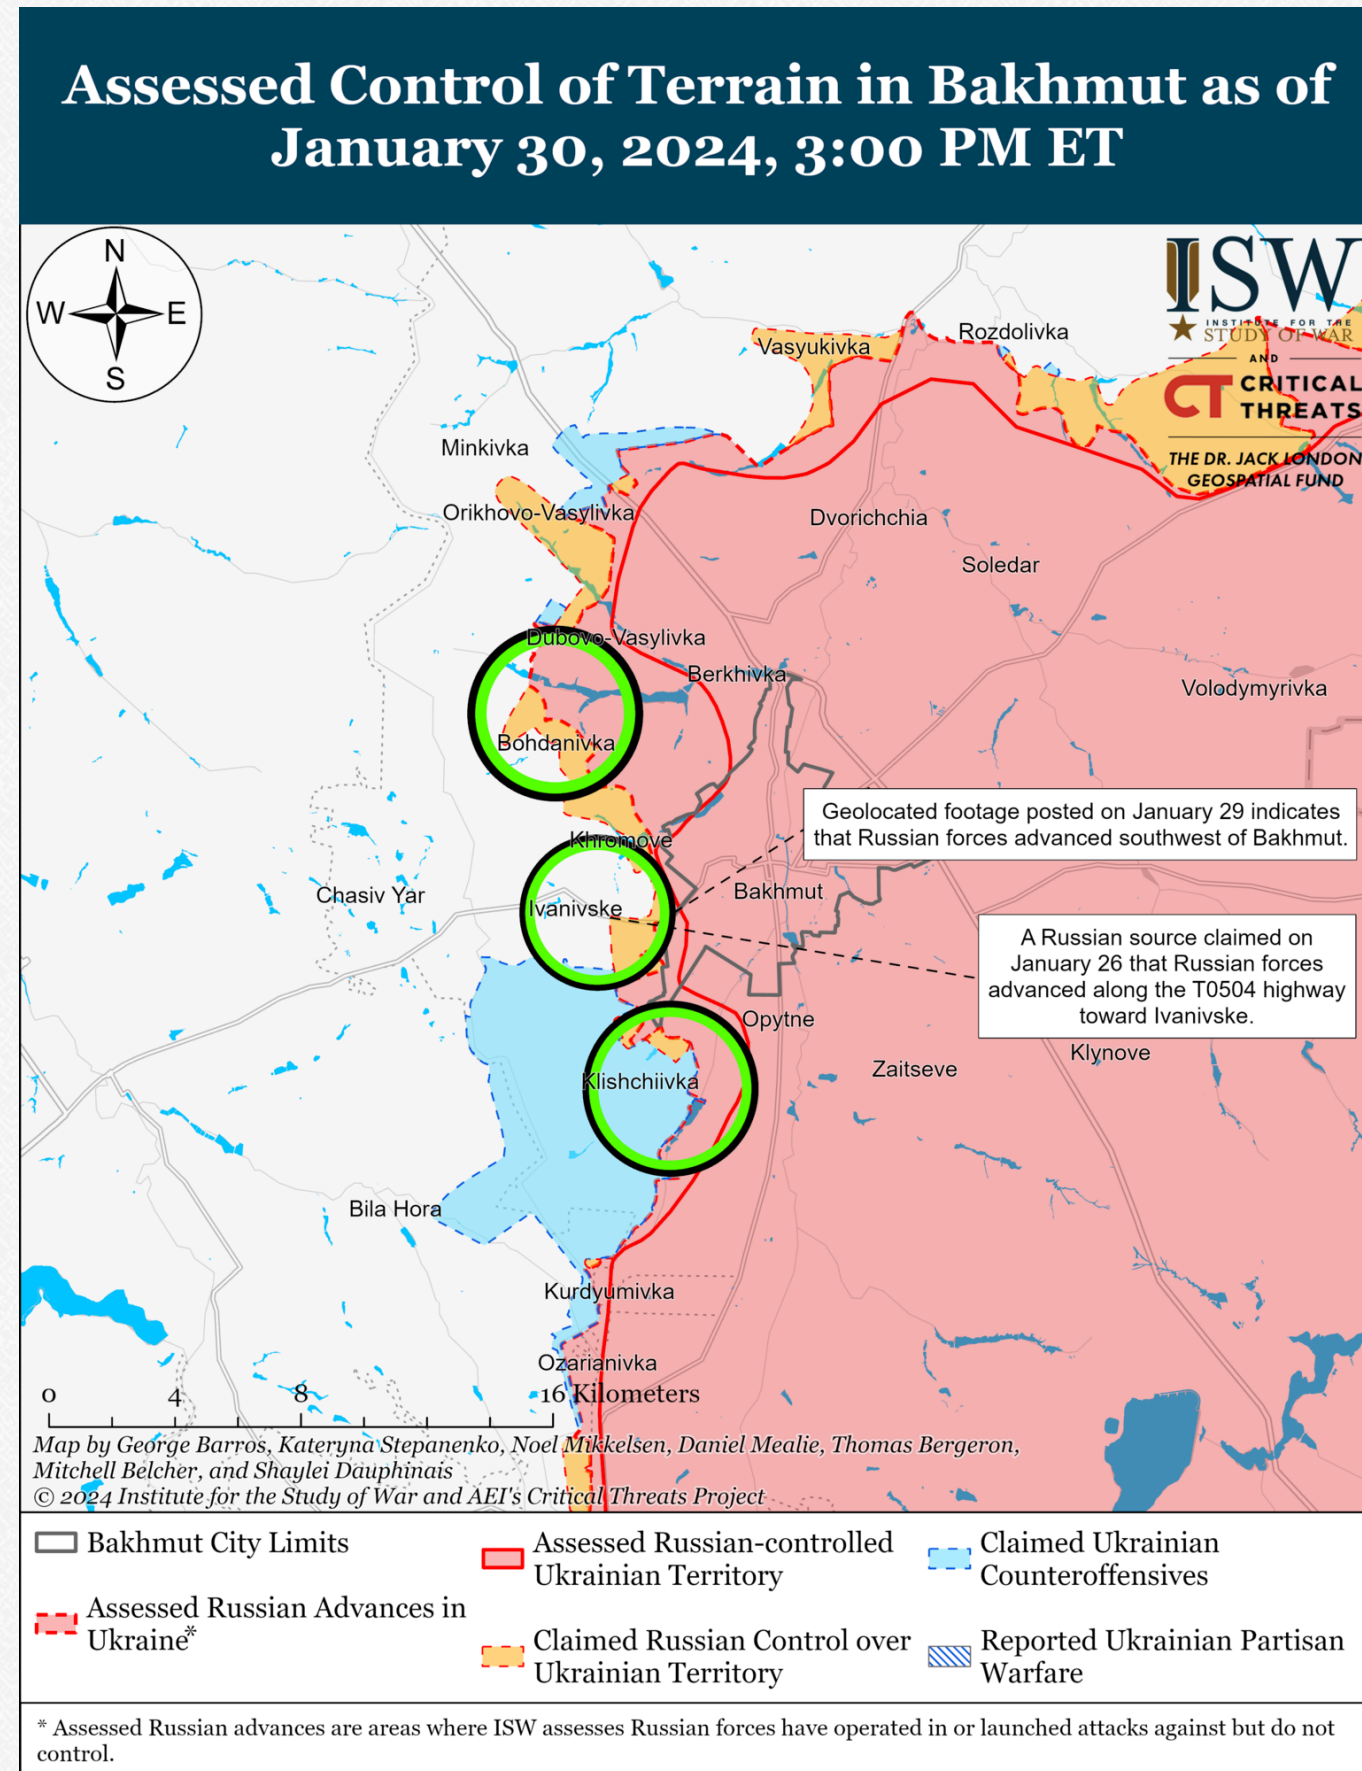 Assessed Control of Terrain in Bakhmut as of
January 30, 2024, 3:00 PM ET
N
W E
S
ISW
INSTITUTE FOR THE
STUDY OF WAR
AND
CT CRITICAL
THREATS
THE DR. JACK LONDON
GEOSPATIAL FUND
Rozdolivka
Vasyukivka
Minkivka
Orikhovo-Vasylivka
Dvorichchia
Soledar
Dubovo-Vasylivka
Berkhivka
Volodymyrivka
Bohdanivka
Geolocated footage posted on January 29 indicates
that Russian forces advanced southwest of Bakhmut.
Khromove
Chasiv Yar
Bakhmut
Ivanivske
A Russian source claimed on
January 26 that Russian forces
advanced along the T0504 highway
toward Ivanivske.
Opytne
Klynove
Zaitseve
Klishchiivka
Bila Hora
Kurdyumivka
Ozarianivka
0 4 8 16 Kilometers
Map by George Barros, Kateryna Stepanenko, Noel Mikkelsen, Daniel Mealie, Thomas Bergeron,
Mitchell Belcher, and Shaylei Dauphinais
© 2024 Institute for the Study of War and AEI's Critical Threats Project
Bakhmut City Limits
Assessed Russian Advances in
Ukraine*
Assessed Russian-controlled
Ukrainian Territory
Claimed Russian Control over
Ukrainian Territory
Claimed Ukrainian
Counteroffensives
Reported Ukrainian Partisan
Warfare
* Assessed Russian advances are areas where ISW assesses Russian forces have operated in or launched attacks against but do not
control.